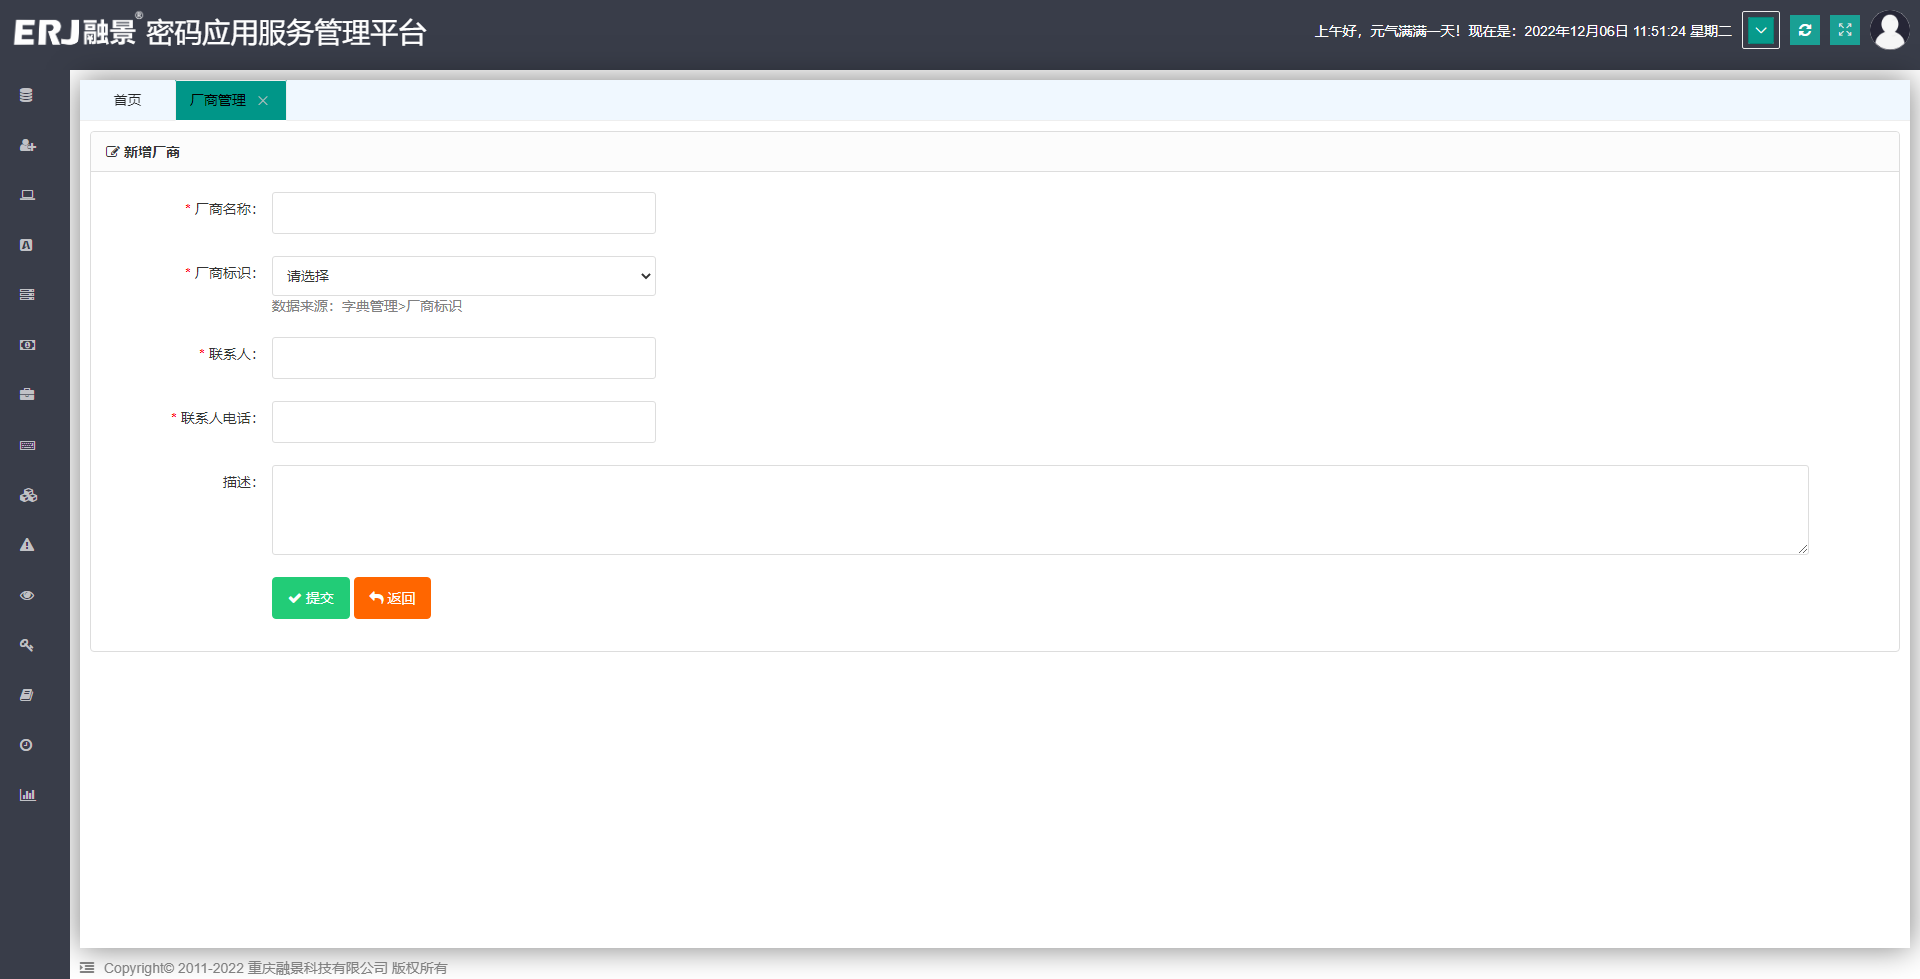 ERJ融景® 密码应用服务管理平台
上午好，元气满满一天！现在是：2022年12月06日 11:51:24 星期二
首页
厂商管理
新增厂商
* 厂商名称：
* 厂商标识：
请选择
数据来源：字典管理>厂商标识
* 联系人：
* 联系人电话：
描述：
提交
返回
Copyright© 2011-2022 重庆融景科技有限公司 版权所有